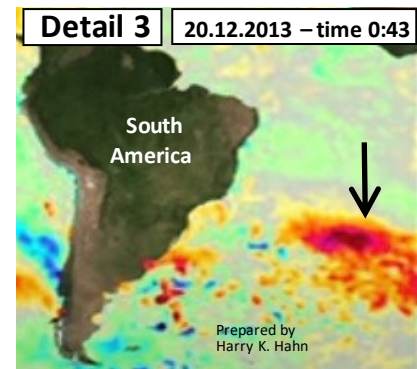 Detail 3
20.12.2013 – time 0:43
South
America
Prepared by
Harry K. Hahn